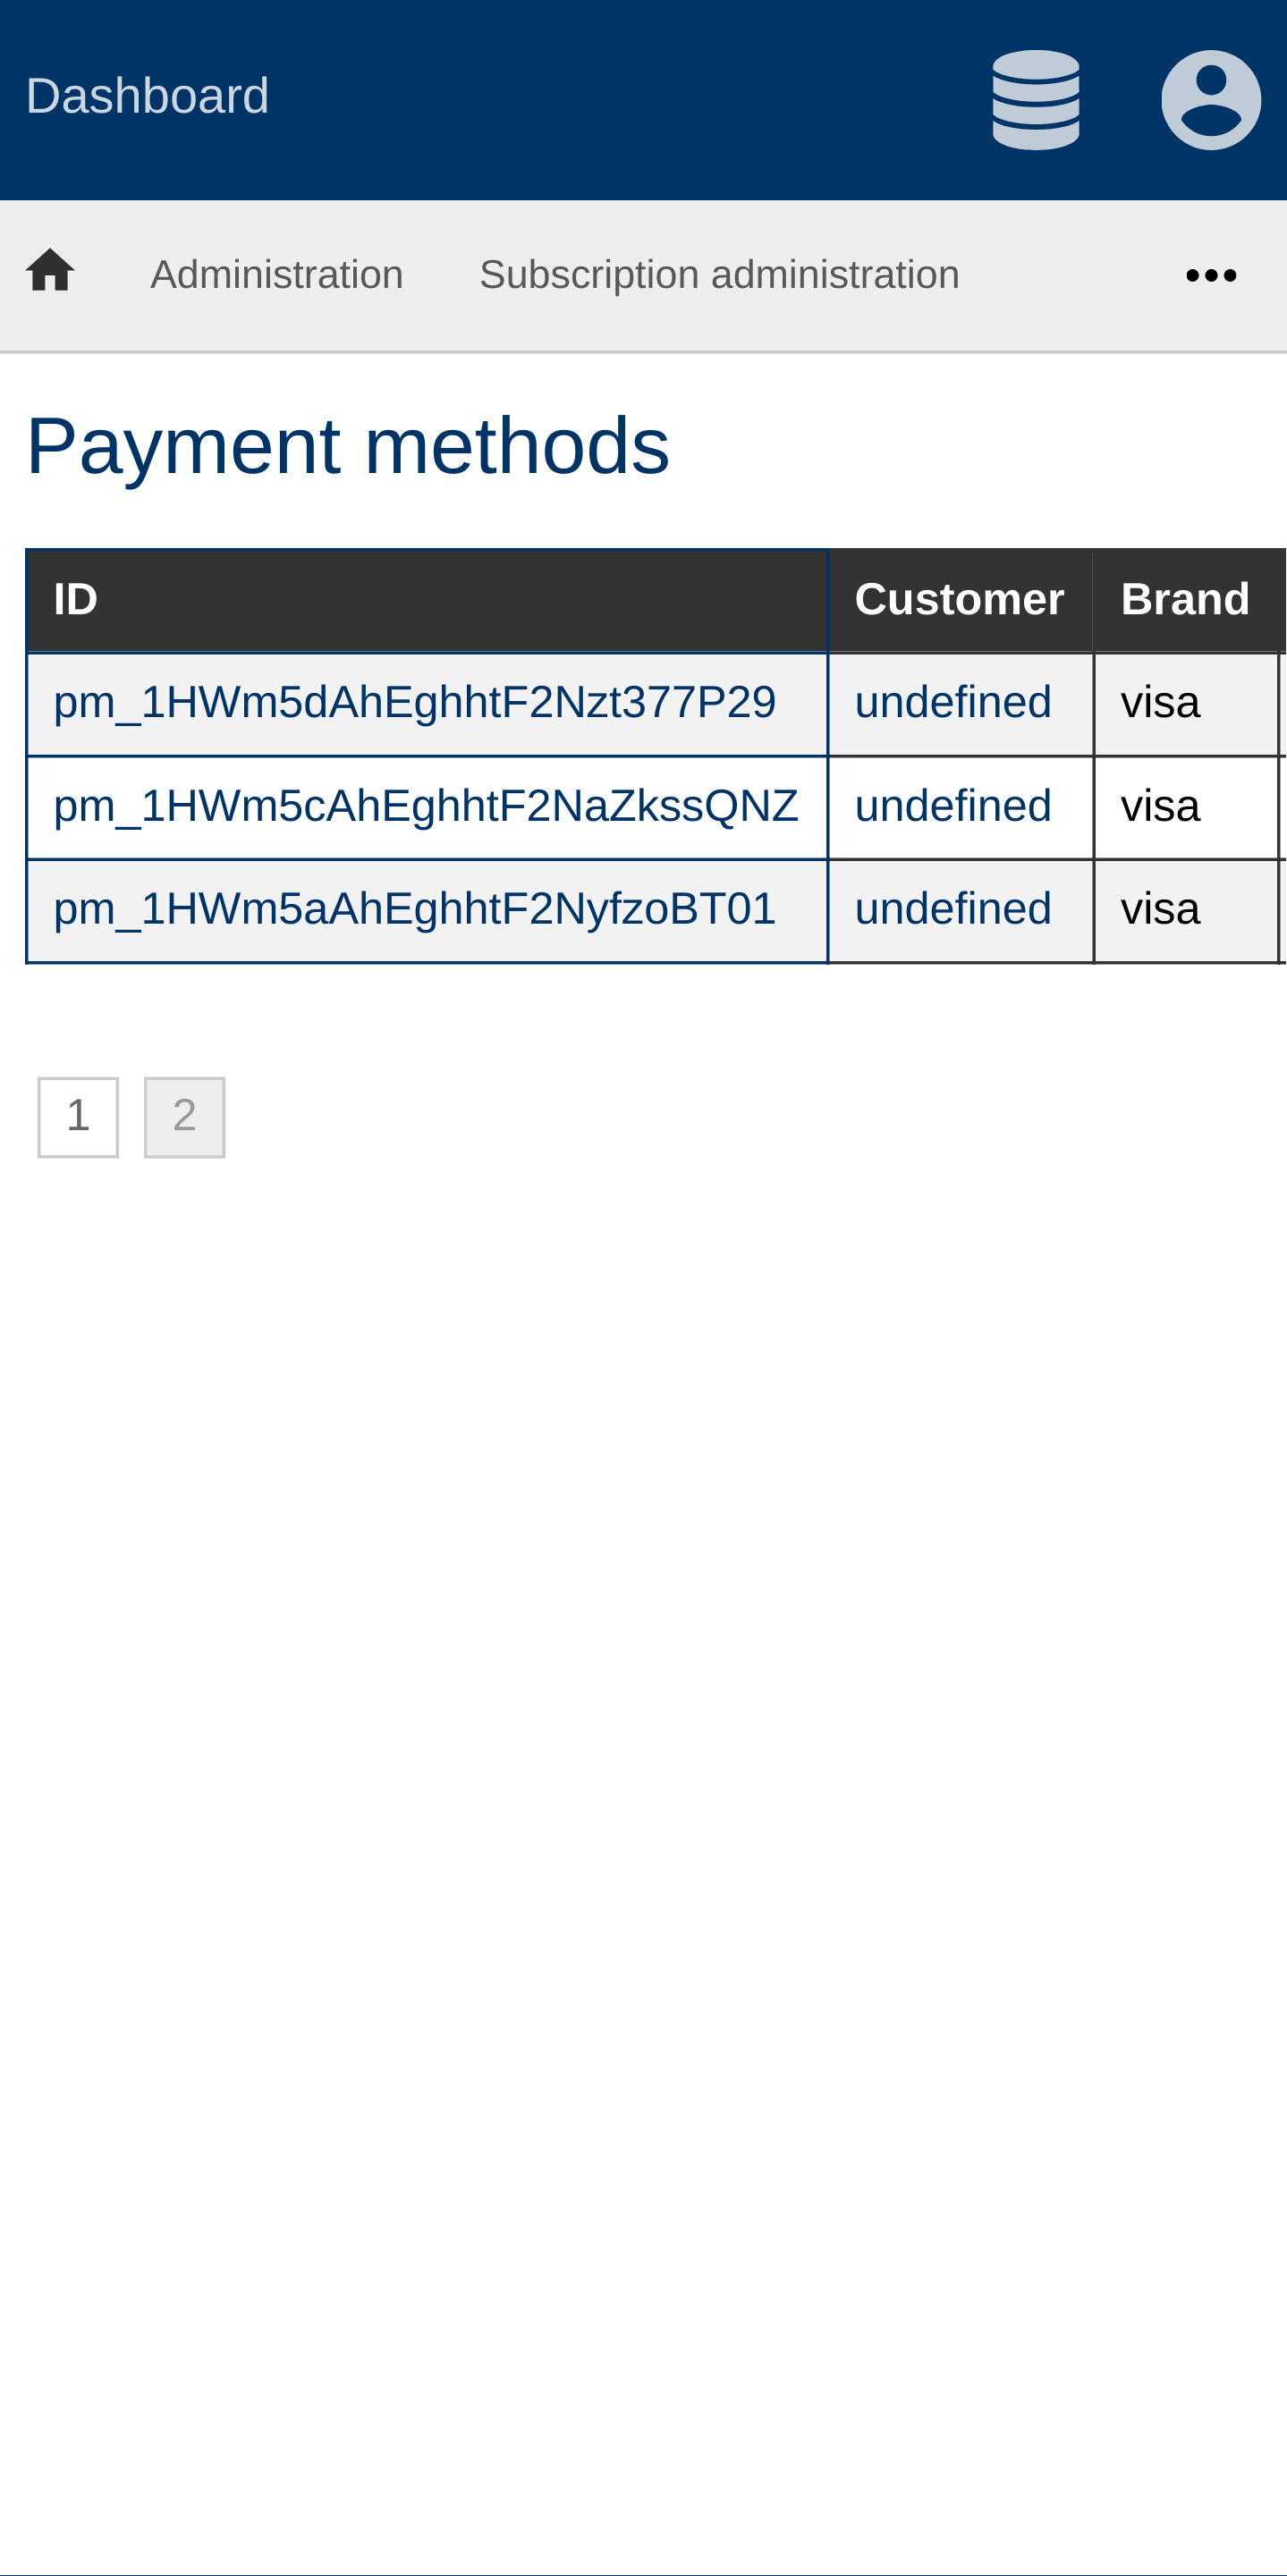 Dashboard
Administration Subscription administration •••
Payment methods
ID Customer Brand
pm_1HWm5dAhEghhtF2Nzt377P29 undefined visa
pm_1HWm5cAhEghhtF2NaZkssQNZ undefined visa
pm_1HWm5aAhEghhtF2NyfzoBT01 undefined visa
1 2